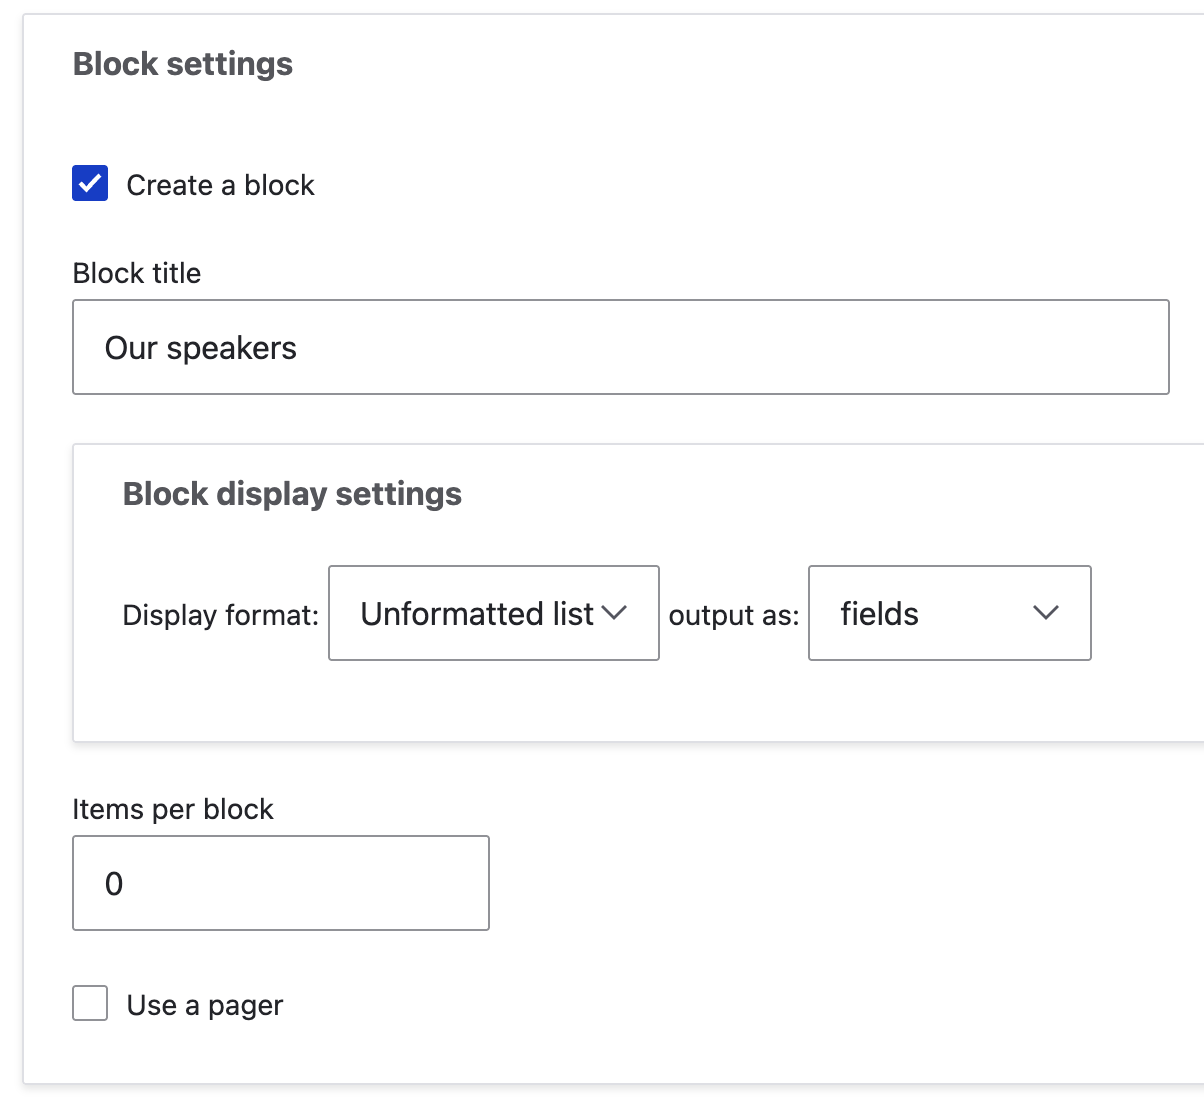 Block settings
Create a block
Block title
Our speakers
Block display settings
Display format: Unformatted list output as: fields
Items per block
0
Use a pager